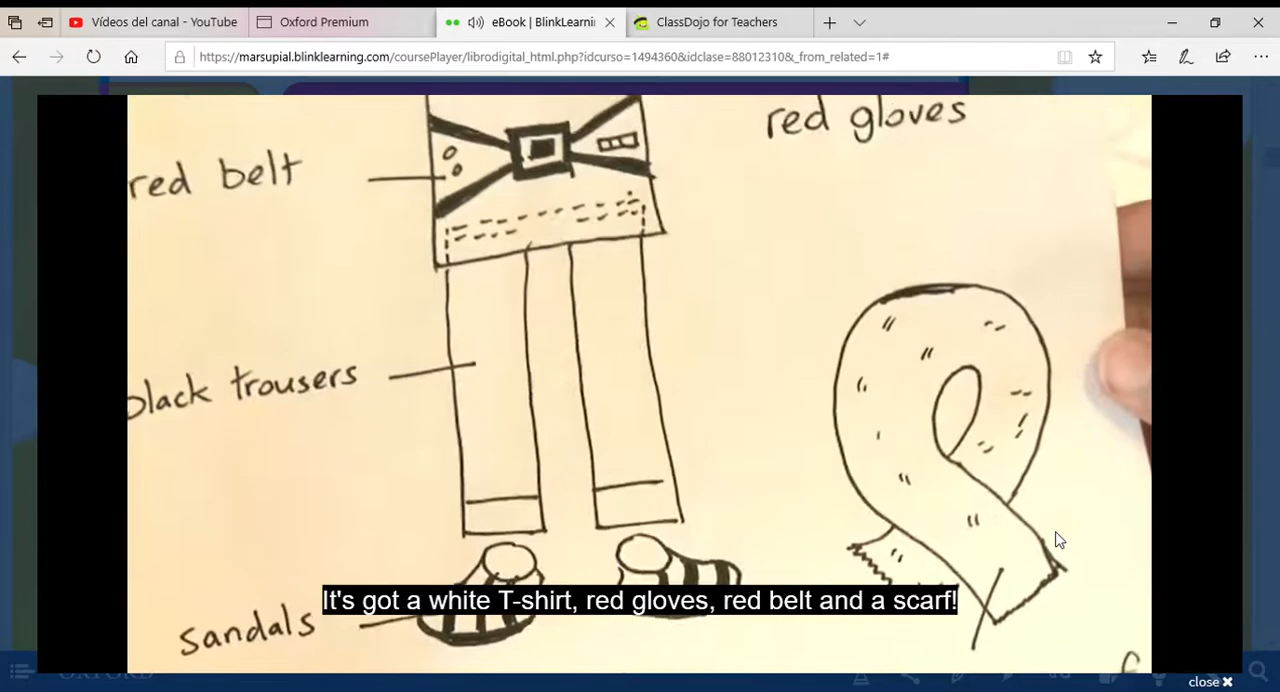 Vídeos del canal - YouTube
Oxford Premium
eBook | BlinkLearni
ClassDojo for Teachers
https://marsupial.blinklearning.com/coursePlayer/librodigital_html.php?idcurso=1494360&idclase=88012310&_from_related=1#
red gloves
red belt
black trousers
sandals
It's got a white T-shirt, red gloves, red belt and a scarf!
OXFORD
close